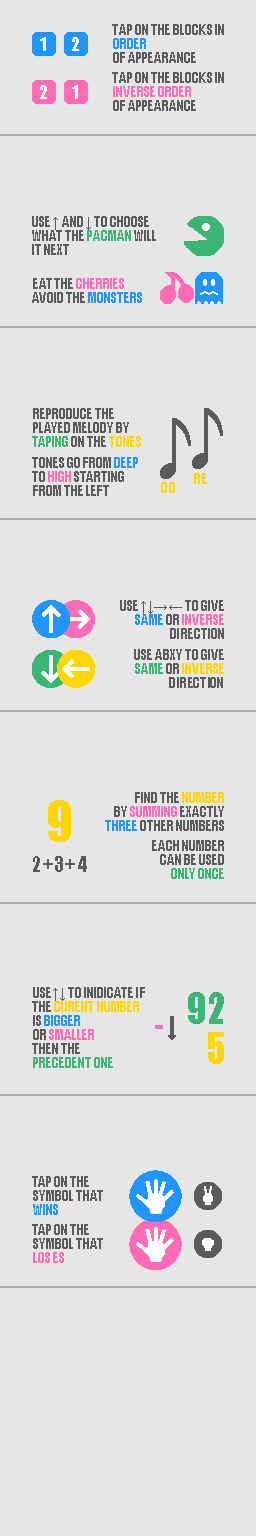 1 2
TAP ON THE BLOCKS IN
ORDER
OF APPEARANCE
2 1
TAP ON THE BLOCKS IN
INVERSE ORDER
OF APPEARANCE
USE ↑ AND ↓ TO CHOOSE
WHAT THE PACMAN WILL
IT NEXT
EAT THE CHERRIES
AVOID THE MONSTERS
REPRODUCE THE
PLAYED MELODY BY
TAPING ON THE TONES
TONES GO FROM DEEP
TO HIGH STARTING
FROM THE LEFT
DO
RE
USE ↑↓→← TO GIVE
SAME OR INVERSE
DIRECTION
USE ABXY TO GIVE
SAME OR INVERSE
DIRECTION
9
2+3+4
FIND THE NUMBER
BY SUMMING EXACTLY
THREE OTHER NUMBERS
EACH NUMBER
CAN BE USED
ONLY ONCE
USE ↑↓ TO INIDICATE IF
THE CURENT NUMBER
IS BIGGER
OR SMALLER
THEN THE
PRECEDENT ONE
-↓
92
5
TAP ON THE
SYMBOL THAT
WINS
TAP ON THE
SYMBOL THAT
LOSES